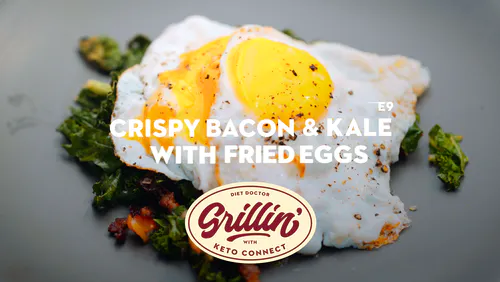 E9
CRISPY BACON & KALE
WITH FRIED EGGS
DIET DOCTOR
Grillin'
WITH
KETO CONNECT